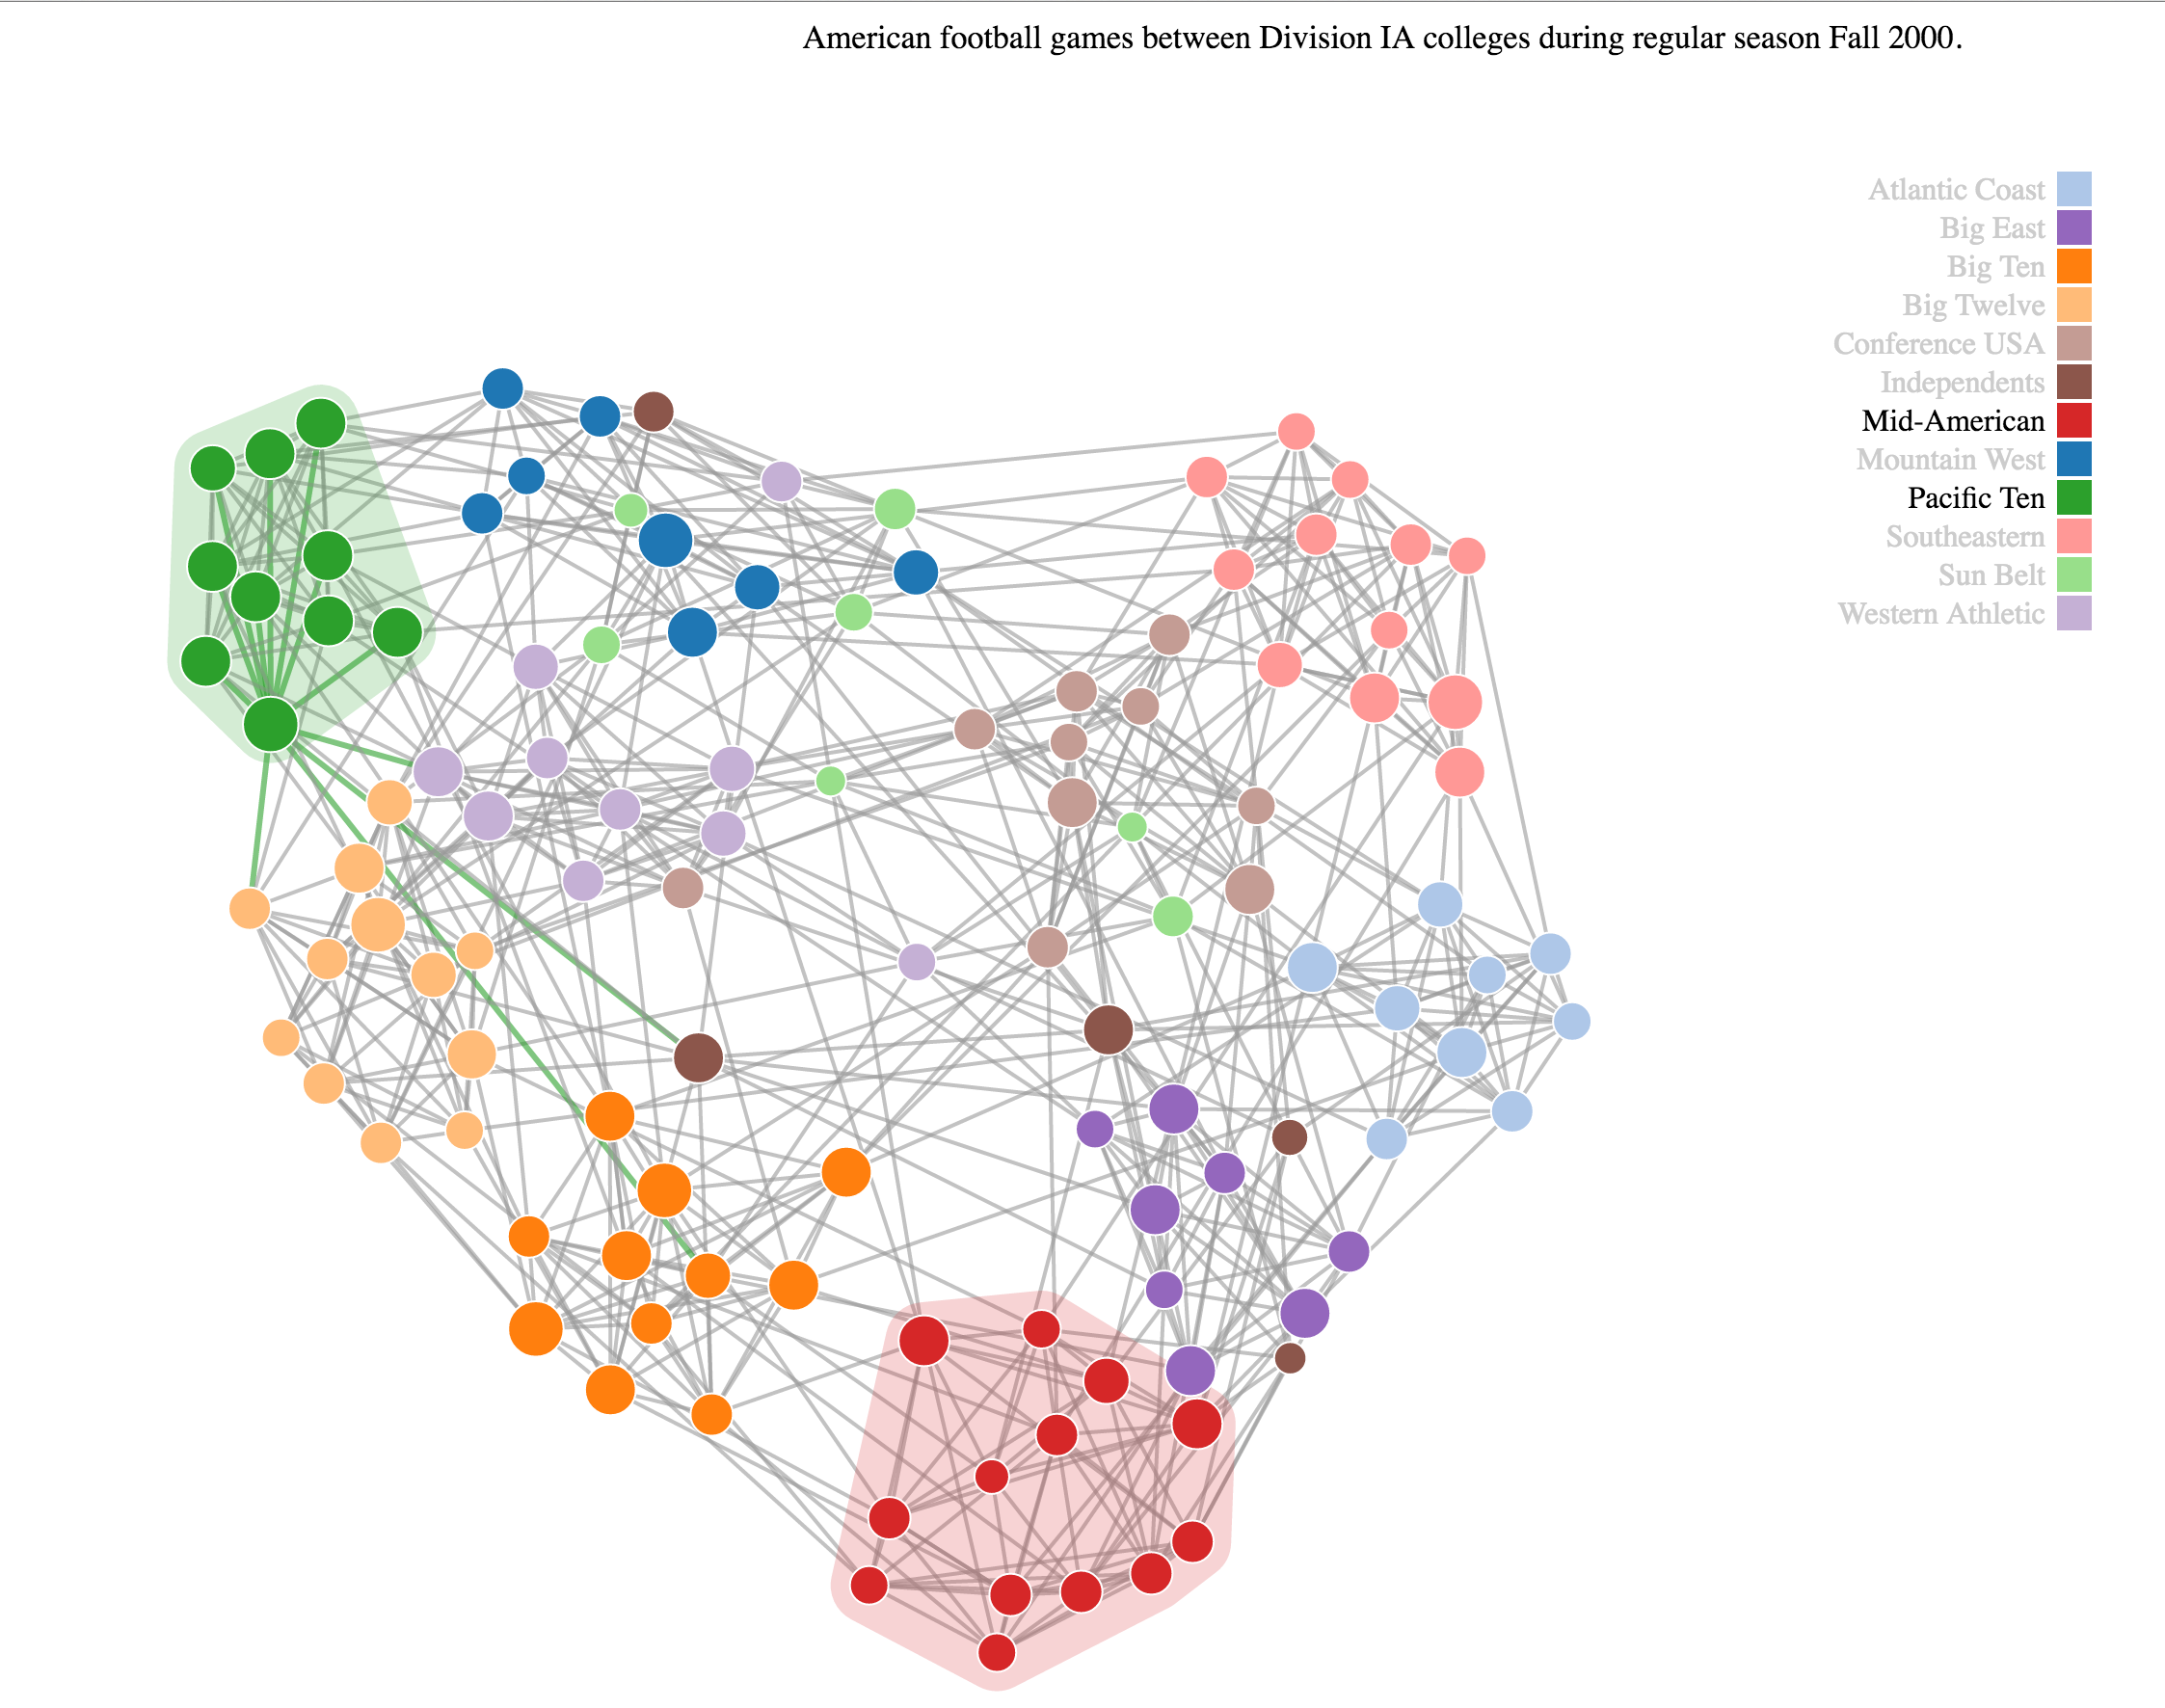 American football games between Division IA colleges during regular season Fall 2000.
Atlantic Coast
Big East
Big Ten
Big Twelve
Conference USA
Independents
Mid-American
Mountain West
Pacific Ten
Southeastern
Sun Belt
Western Athletic